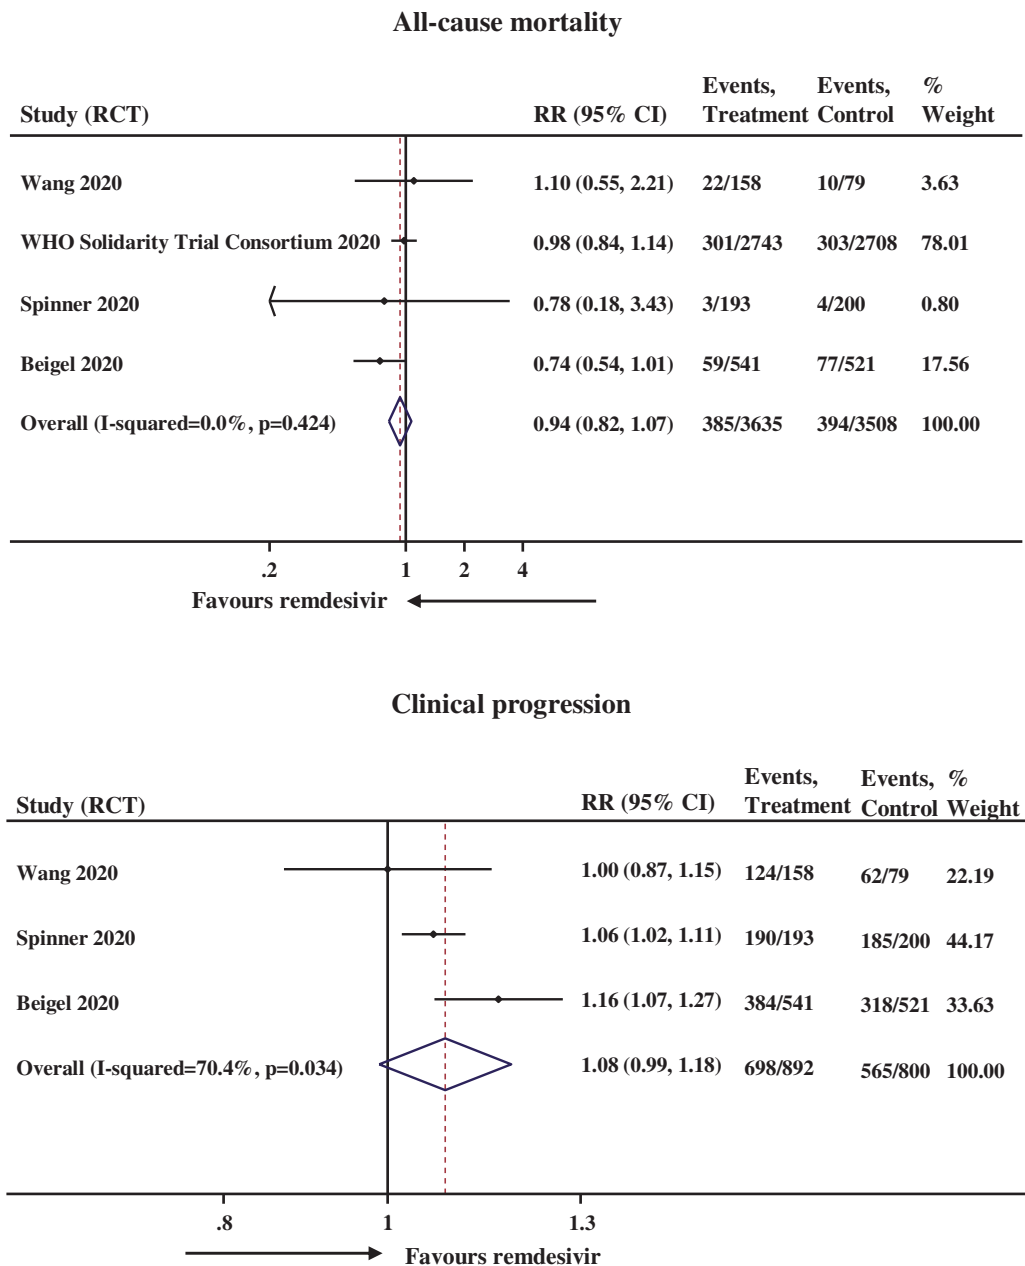 All-cause mortality
Events, Events, %
Study (RCT) RR (95% CI) Treatment Control Weight
Wang 2020 1.10 (0.55, 2.21) 22/158 10/79 3.63
WHO Solidarity Trial Consortium 2020 0.98 (0.84, 1.14) 301/2743 303/2708 78.01
Spinner 2020 0.78 (0.18, 3.43) 3/193 4/200 0.80
Beigel 2020 0.74 (0.54, 1.01) 59/541 77/521 17.56
Overall (I-squared=0.0%, p=0.424) 0.94 (0.82, 1.07) 385/3635 394/3508 100.00
.2 1 2 4
Favours remdesivir
Clinical progression
Events, Events, %
Study (RCT) RR (95% CI) Treatment Control Weight
Wang 2020 1.00 (0.87, 1.15) 124/158 62/79 22.19
Spinner 2020 1.06 (1.02, 1.11) 190/193 185/200 44.17
Beigel 2020 1.16 (1.07, 1.27) 384/541 318/521 33.63
Overall (I-squared=70.4%, p=0.034) 1.08 (0.99, 1.18) 698/892 565/800 100.00
.8 1 1.3
Favours remdesivir